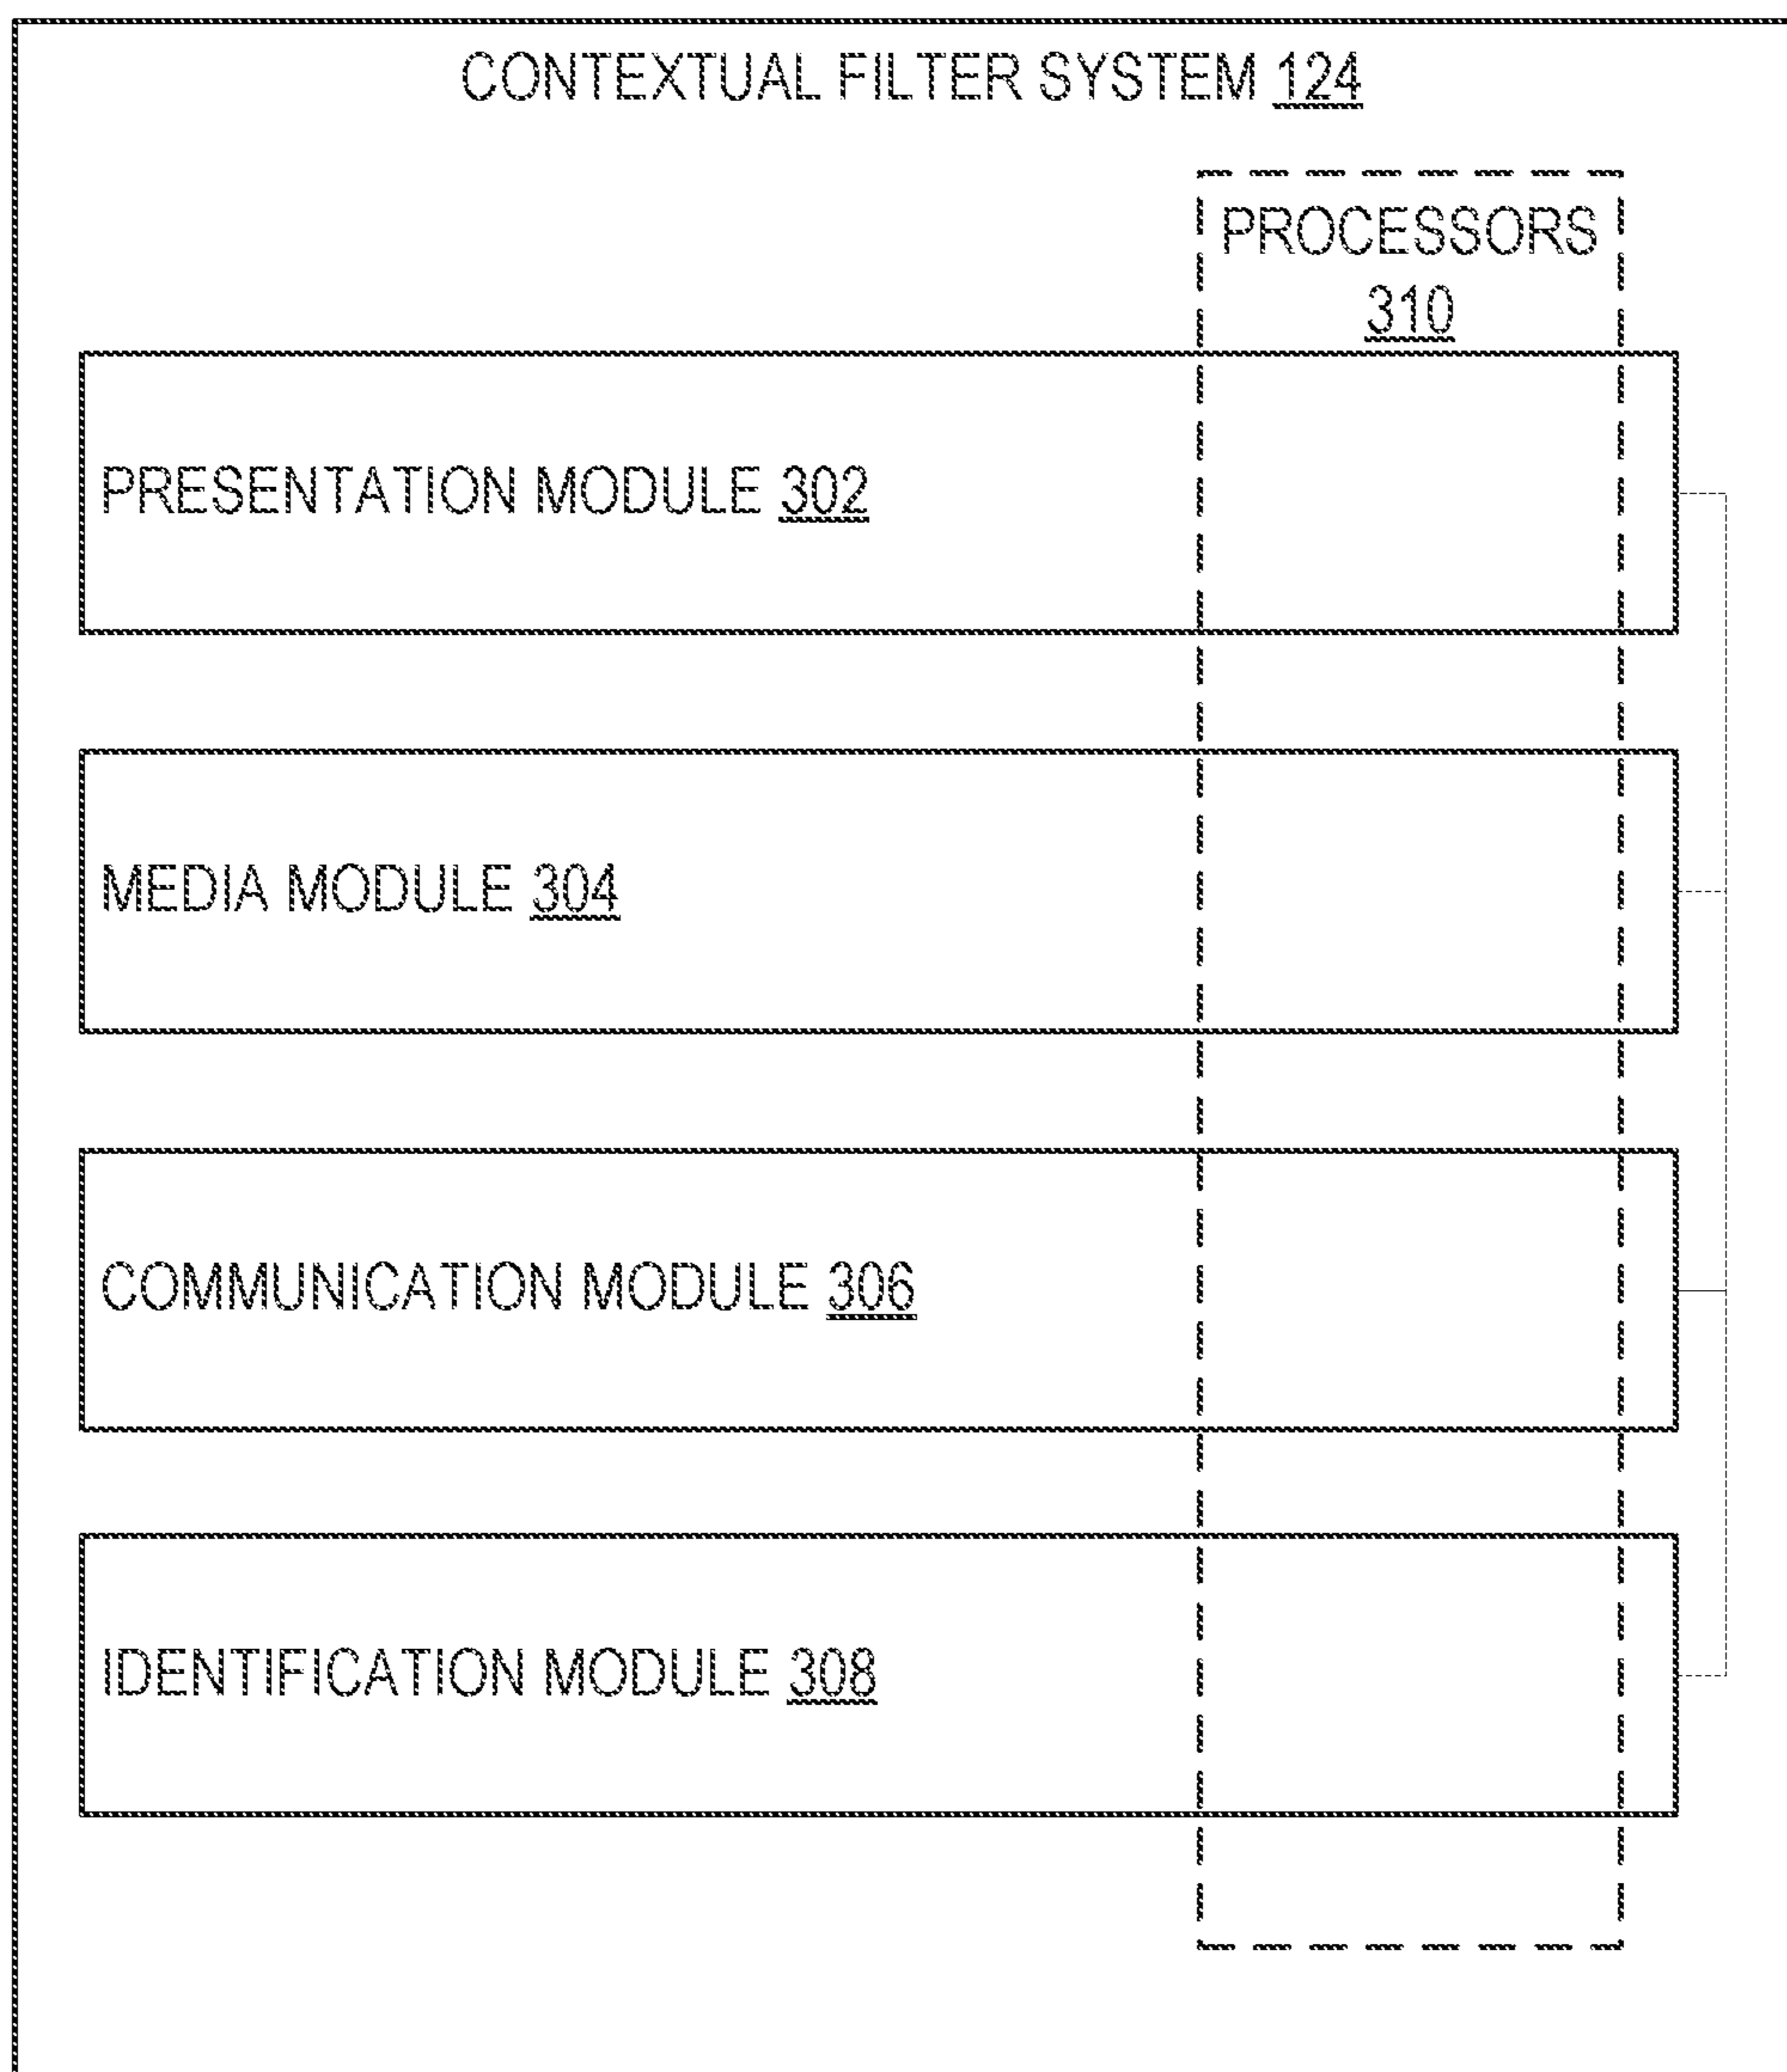 CONTEXTUAL FILTER SYSTEM 124
PROCESSORS
310
PRESENTATION MODULE 302
MEDIA MODULE 304
COMMUNICATION MODULE 306
IDENTIFICATION MODULE 308